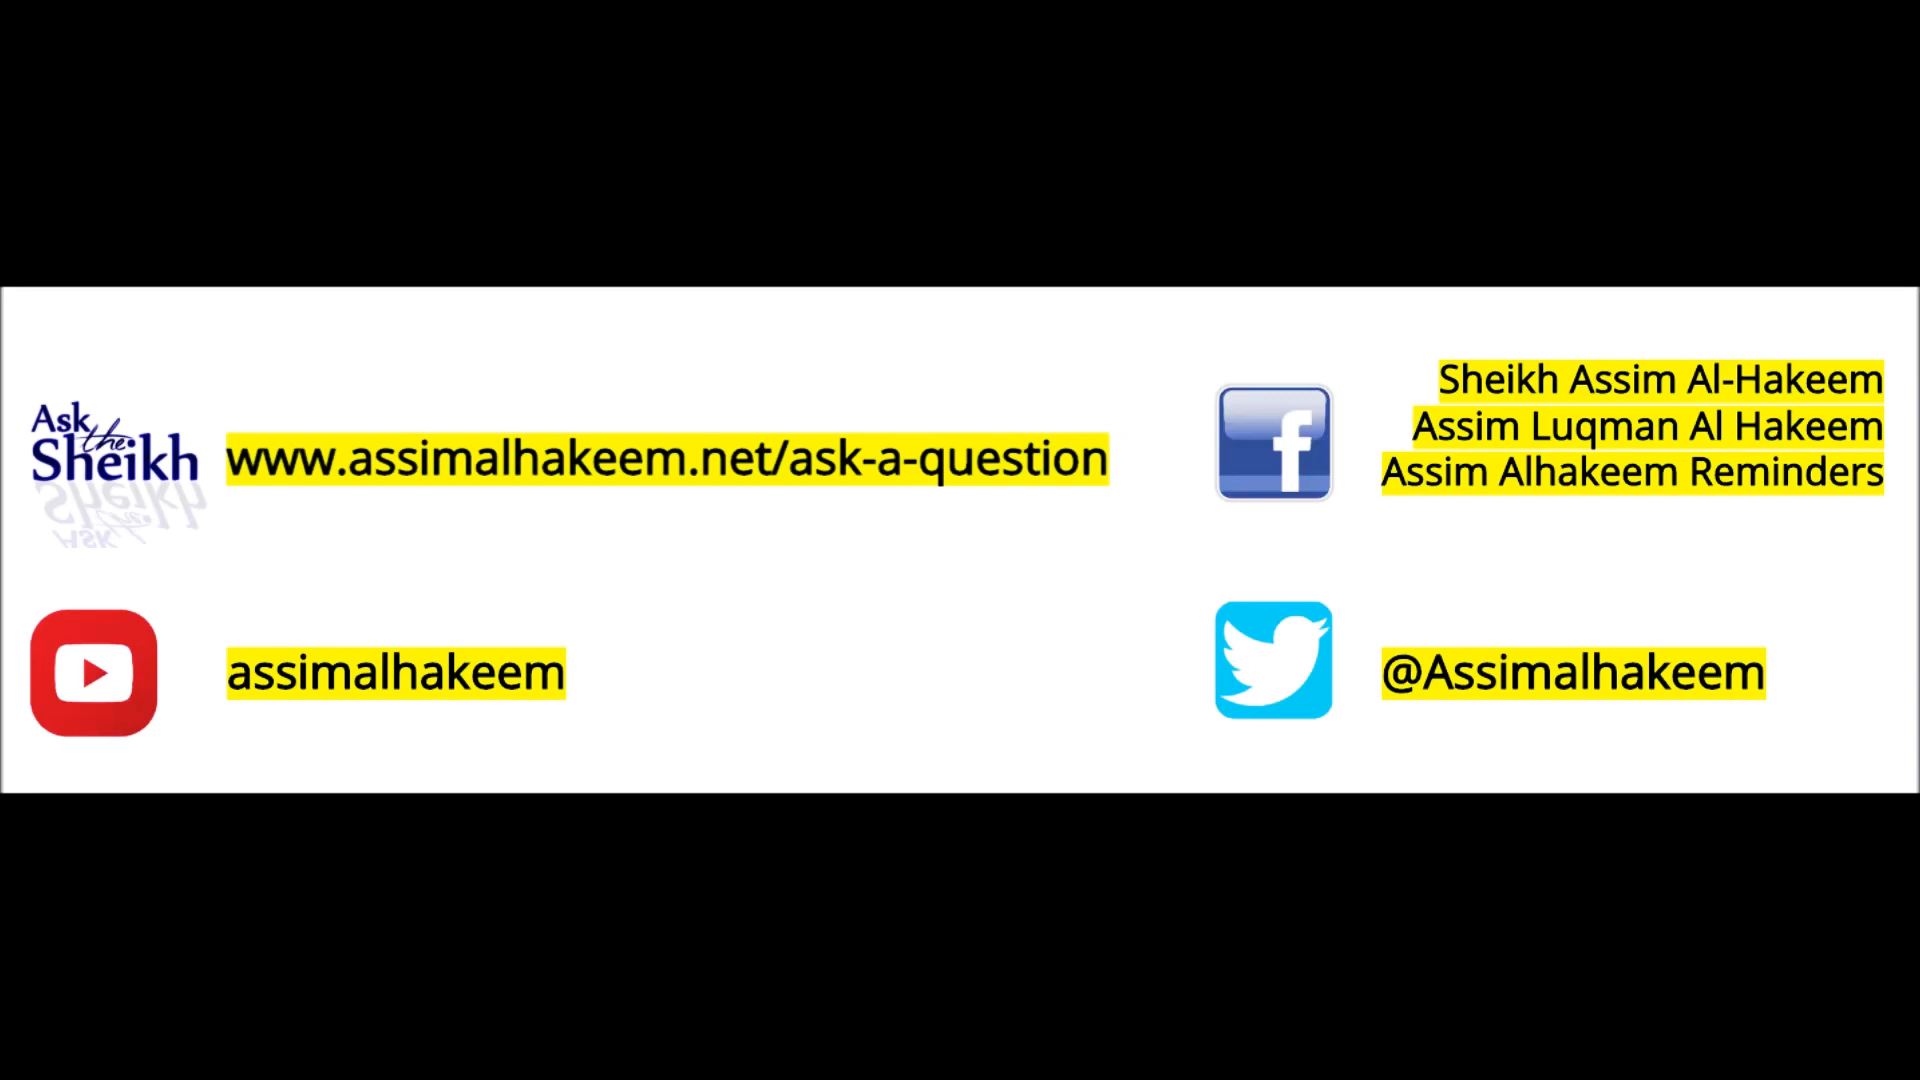 Ask
the
Sheikh
www.assimalhakeem.net/ask-a-question
Sheikh Assim Al-Hakeem
Assim Luqman Al Hakeem
Assim Alhakeem Reminders
assimalhakeem
@Assimalhakeem